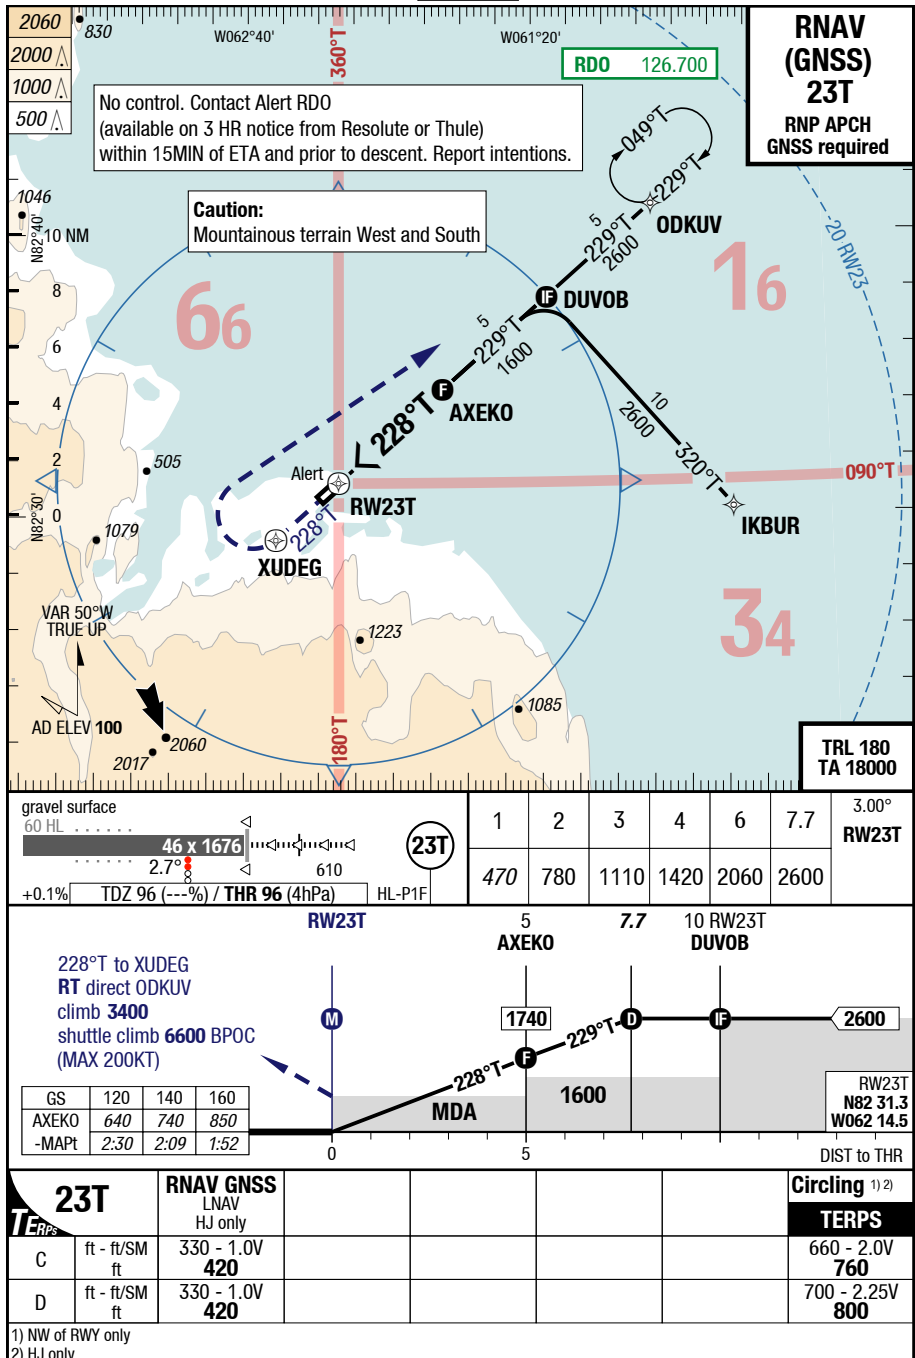 2060
2000
1000
500
830
W062°40'
W061°20'
360°T
RDO 126.700
RNAV
(GNSS)
23T
RNP APCH
GNSS required
No control. Contact Alert RDO
(available on 3 HR notice from Resolute or Thule)
within 15MIN of ETA and prior to descent. Report intentions.
Caution:
Mountainous terrain West and South
049°T
229°T
ODKUV
5
229°T
2600
20 RW23
1046
N82°40'
10 NM
66
16
IF DUVOB
8
5
229°T
1600
6
F
AXEKO
4
228°T
10
2600
320°T
2
505
Alert
090°T
RW23T
0
N82°30'
IKBUR
228°T
1079
XUDEG
34
VAR 50°W
TRUE UP
1223
1085
AD ELEV 100
2060
2017
180°T
TRL 180
TA 18000
gravel surface
60 HL
46 x 1676
2.7°
610
+0.1%
TDZ 96 (---%) / THR 96 (4hPa)
HL-P1F
23T
1 2 3 4 6 7.7
3.00°
RW23T
470 780 1110 1420 2060 2600
RW23T
5
AXEKO
7.7
10 RW23T
DUVOB
228°T to XUDEG
RT direct ODKUV
climb 3400
shuttle climb 6600 BPOC
(MAX 200KT)
M
1740
D
IF
2600
229°T
F
228°T
1600
MDA
RW23T
N82 31.3
W062 14.5
GS 120 140 160
AXEKO 640 740 850
-MAPt 2:30 2:09 1:52
0
5
DIST to THR
23T
TERPs
RNAV GNSS
LNAV
HJ only
Circling 1) 2)
TERPS
C
ft - ft/SM
ft
330 - 1.0V
420
660 - 2.0V
760
D
ft - ft/SM
ft
330 - 1.0V
420
700 - 2.25V
800
1) NW of RWY only
2) HJ only